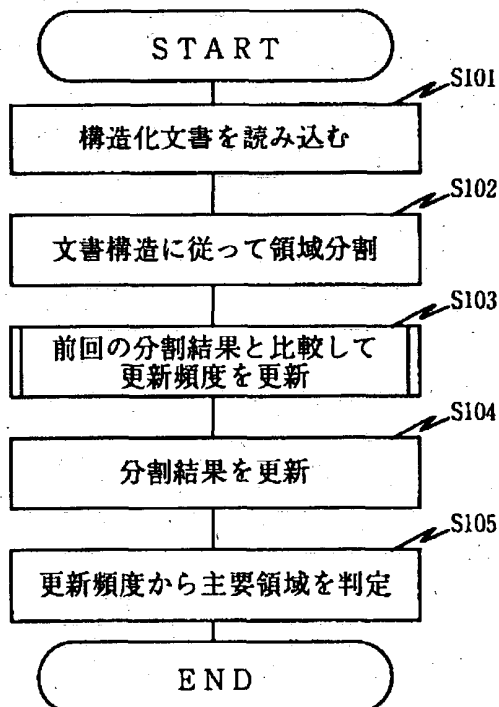 START
S101
構造化文書を読み込む
S102
文書構造に従って領域分割
S103
前回の分割結果と比較して
更新頻度を更新
S104
分割結果を更新
S105
更新頻度から主要領域を判定
END